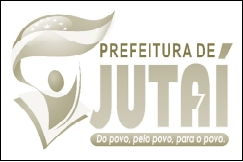 PREFEITURA DE
JUTAÍ
Do povo, pelo povo, para o povo.